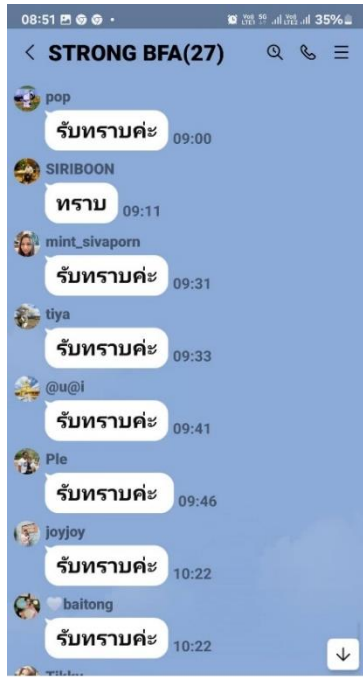 08:51
35%
STRONG BFA(27)
pop
รับทราบค่ะ 09:00
SIRIBOON
ทราบ 09:11
mint_sivaporn
รับทราบค่ะ 09:31
tiya
รับทราบค่ะ 09:33
@u@i
รับทราบค่ะ 09:41
Ple
รับทราบค่ะ 09:46
joyjoy
รับทราบค่ะ 10:22
baitong
รับทราบค่ะ 10:22